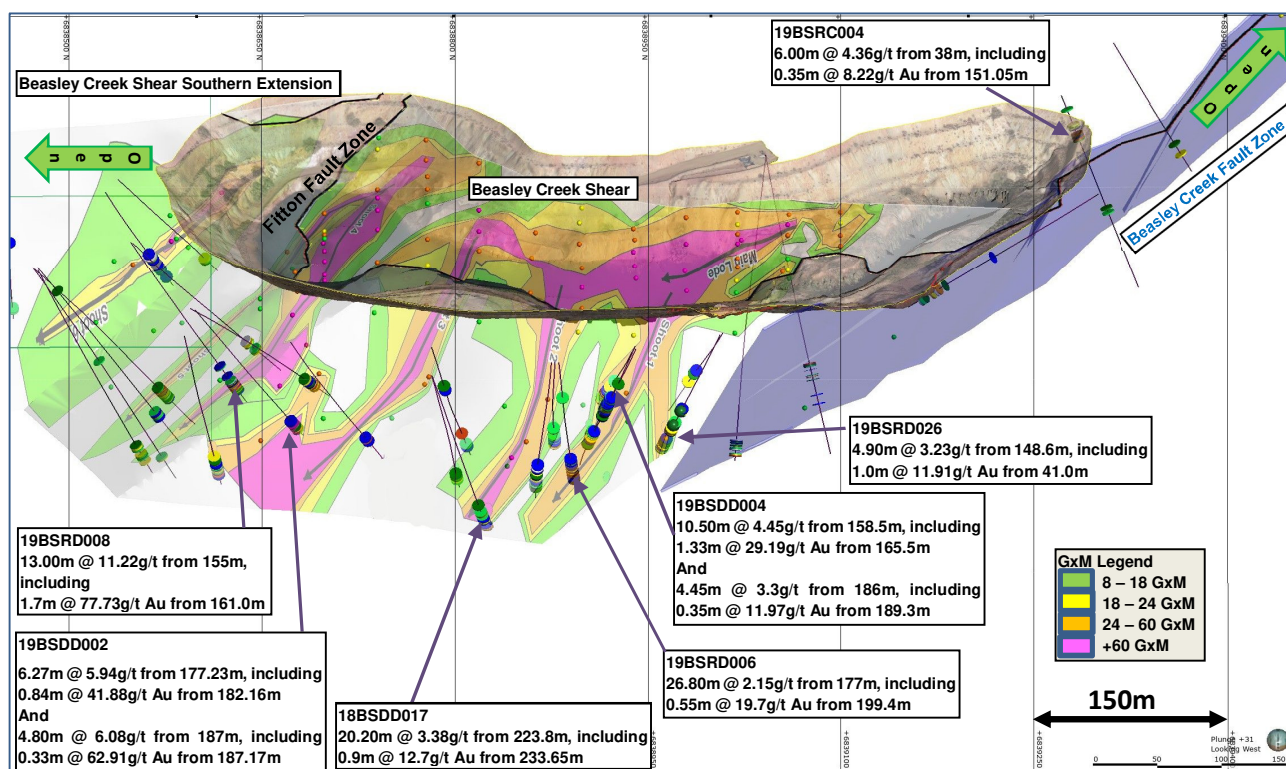 +6838500 N
+6838650 N
+6838800 N
+6838950 N
+6839400 N
19BSRC004
6.00m @ 4.36g/t from 38m, including
0.35m @ 8.22g/t Au from 151.05m
Open
Beasley Creek Shear Southern Extension
Open
Fitton Fault Zone
Beasley Creek Shear
Beasley Creek Fault Zone
Main Lode
3
Shoot 2
Shoot 1
19BSRD026
4.90m @ 3.23g/t from 148.6m, including
1.0m @ 11.91g/t Au from 41.0m
19BSDD004
10.50m @ 4.45g/t from 158.5m, including
1.33m @ 29.19g/t Au from 165.5m
And
4.45m @ 3.3g/t from 186m, including
0.35m @ 11.97g/t Au from 189.3m
19BSRD008
13.00m @ 11.22g/t from 155m,
including
1.7m @ 77.73g/t Au from 161.0m
GxM Legend
8 – 18 GxM
18 – 24 GxM
24 – 60 GxM
+60 GxM
19BSDD002
6.27m @ 5.94g/t from 177.23m, including
0.84m @ 41.88g/t Au from 182.16m
And
4.80m @ 6.08g/t from 187m, including
0.33m @ 62.91g/t Au from 187.17m
18BSDD017
20.20m @ 3.38g/t from 223.8m, including
0.9m @ 12.7g/t Au from 233.65m
19BSRD006
26.80m @ 2.15g/t from 177m, including
0.55m @ 19.7g/t Au from 199.4m
150m
+6838950
+6839100
+6839250
Plunge +31
Looking West
0 50 100 150